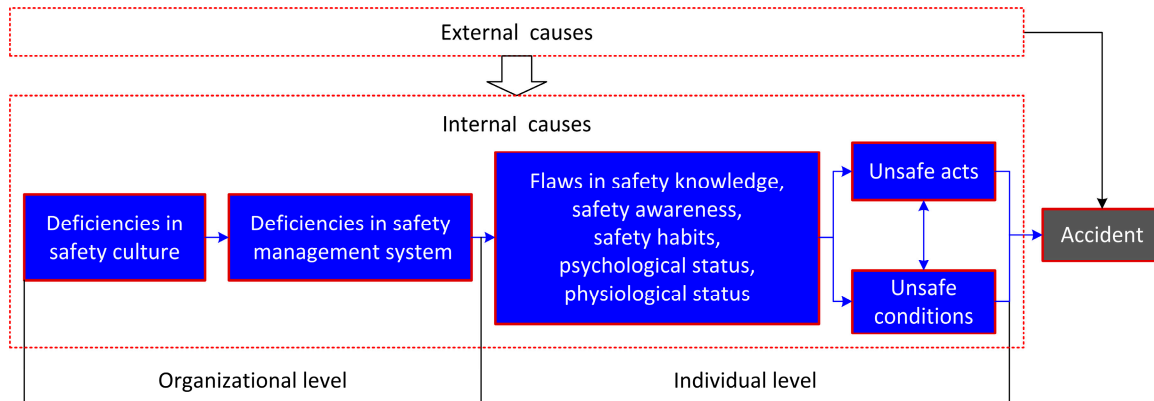 External causes
Internal causes
Deficiencies in
safety culture
Deficiencies in safety
management system
Flaws in safety knowledge,
safety awareness,
safety habits,
psychological status,
physiological status
Unsafe acts
Unsafe
conditions
Accident
Organizational level
Individual level